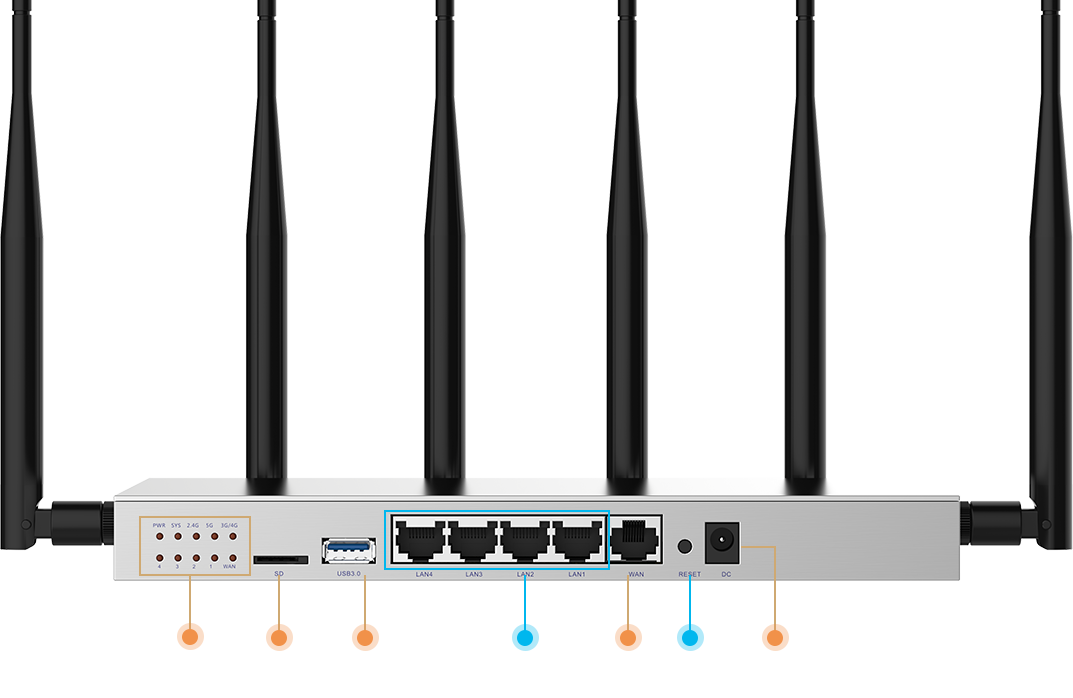 PWR SYS 2.4G 5G 3G/4G
4 3 2 1 WAN
SD
USB3.0
LAN4 LAN3 LAN2 LAN1
WAN
RESET
DC